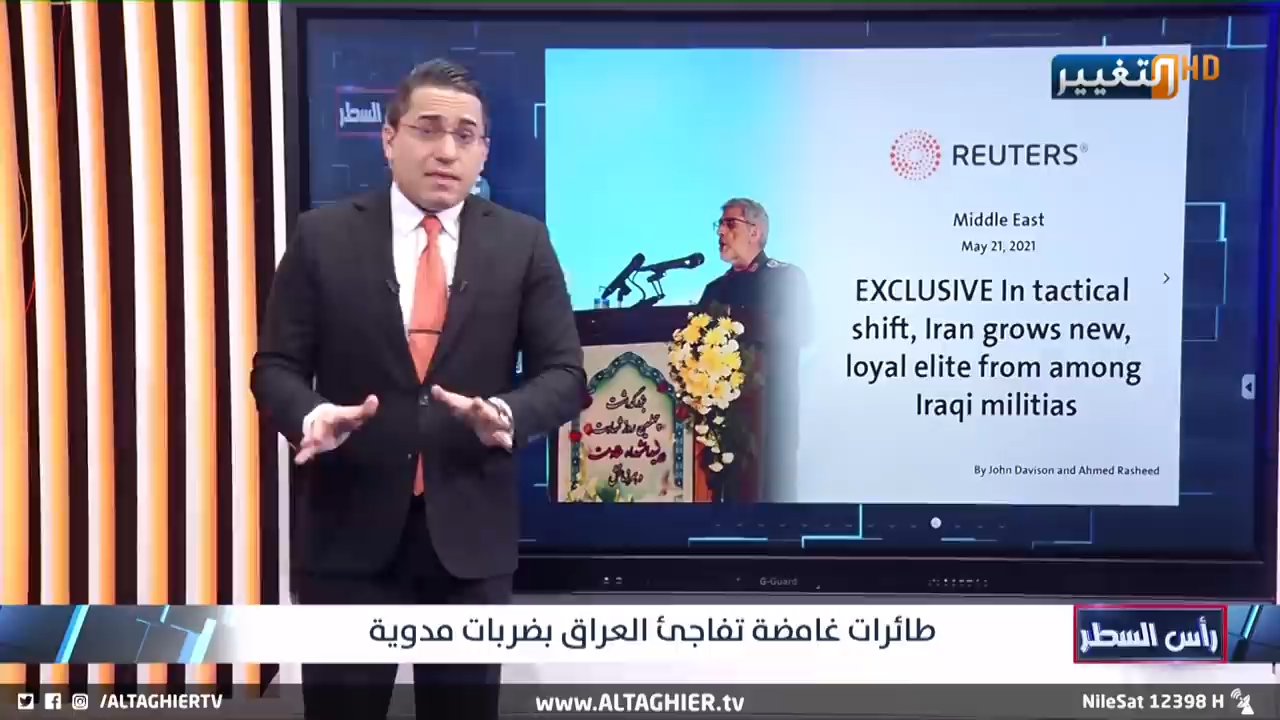 التغيير HD
السطر
REUTERS®
Middle East
May 21, 2021
EXCLUSIVE In tactical
shift, Iran grows new,
loyal elite from among
Iraqi militias
By John Davison and Ahmed Rasheed
G-Guard
طائرات غامضة تفاجئ العراق بضربات مدوية
رأس السطر
/ALTAGHIERTV
www.ALTAGHIER.tv
NileSat 12398 H